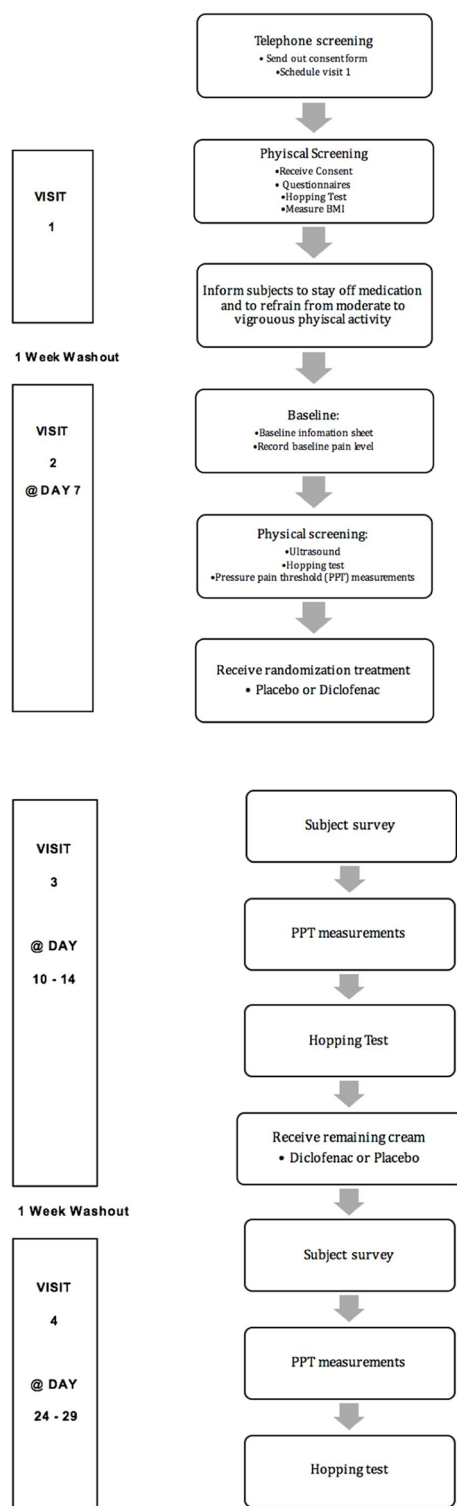 Telephone screening
• Send out consent form
•Schedule visit 1
VISIT
1
Phyiscal Screening
•Receive Consent
• Questionnaires
•Hopping Test
•Measure BMI
Inform subjects to stay off medication
and to refrain from moderate to
vigrouous phyiscal activity
1 Week Washout
VISIT
2
@ DAY 7
Baseline:
•Baseline infomation sheet
•Record baseline pain level
Physical screening:
•Ultrasound
•Hopping test
•Pressure pain threshold (PPT) measurements
Receive randomization treatment
• Placebo or Diclofenac
VISIT
3
@ DAY
10 - 14
Subject survey
PPT measurements
Hopping Test
Receive remaining cream
• Diclofenac or Placebo
1 Week Washout
VISIT
4
@ DAY
24 - 29
Subject survey
PPT measurements
Hopping test